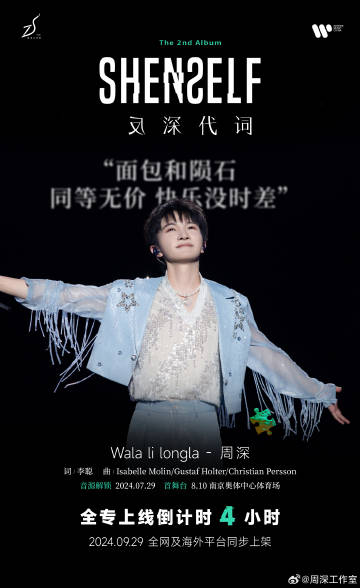 The 2nd Album
SHENSELF
反深代词
“面包和陨石
同等无价 快乐没时差”
Wala li longla - 周深
词 / 李聪 曲 / Isabelle Molin/Gustaf Holter/Christian Persson
音源解锁 2024.07.29 首舞台 8.10 南京奥体中心体育场
全专上线倒计时 4 小时
2024.09.29 全网及海外平台同步上架
@周深工作室